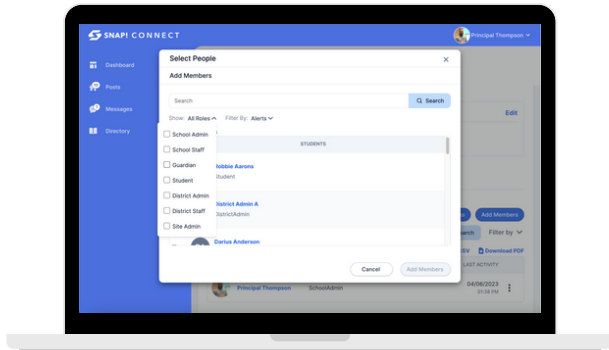 SNAP! CONNECT
Principal Thompson
Dashboard
Posts
Messages
Directory
Select People
Add Members
Search
Search
Show: All Roles
Filter By: Alerts
School Admin
School Staff
Guardian
Student
District Admin
District Staff
Site Admin
STUDENTS
Bobbie Aarons
Student
District Admin A
DistrictAdmin
Darius Anderson
Cancel
Add Members
Edit
Add Members
Filter by
Download PDF
LAST ACTIVITY
Principal Thompson
SchoolAdmin
04/06/2023
01:38 PM